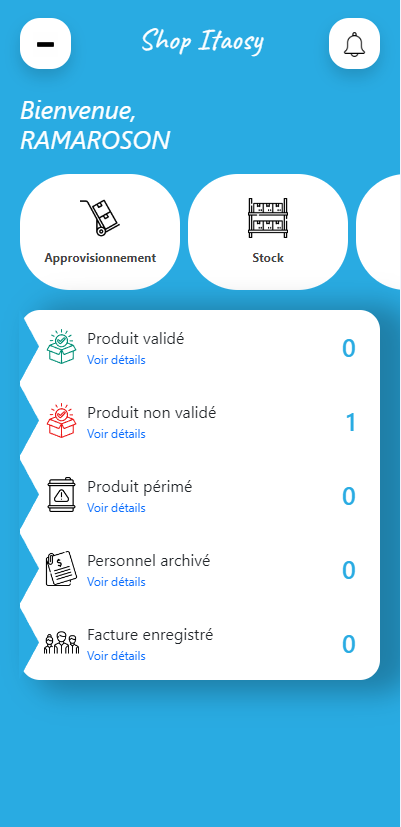 Shop Itaosy
Bienvenue,
RAMAROSON
Approvisionnement
Stock
Produit validé
Voir détails
0
Produit non validé
Voir détails
1
Produit périmé
Voir détails
0
Personnel archivé
Voir détails
0
Facture enregistré
Voir détails
0